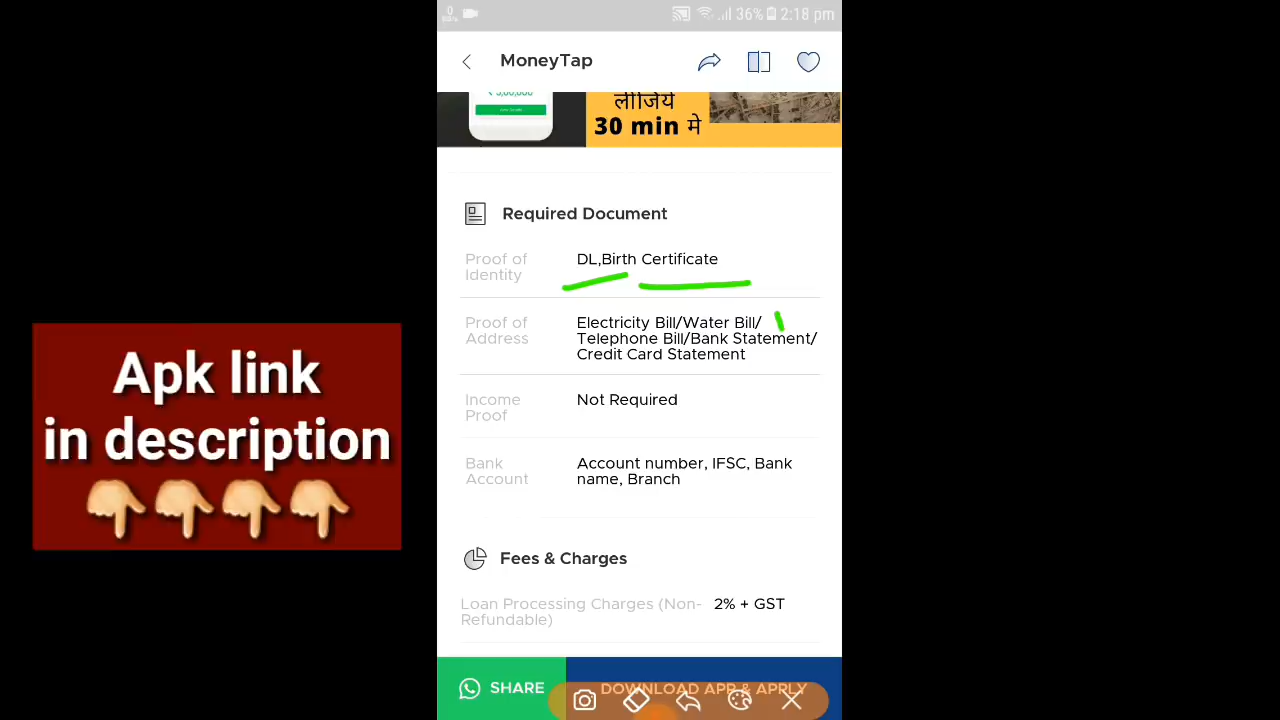 0
36% 2:18 pm
MoneyTap
लीजिये
30 min मे
Required Document
Proof of Identity
DL,Birth Certificate
Proof of Address
Electricity Bill/Water Bill/
Telephone Bill/Bank Statement/
Credit Card Statement
Income Proof
Not Required
Bank Account
Account number, IFSC, Bank
name, Branch
Fees & Charges
Loan Processing Charges (Non-
Refundable)
2% + GST
SHARE
DOWNLOAD APP & APPLY
Apk link
in description